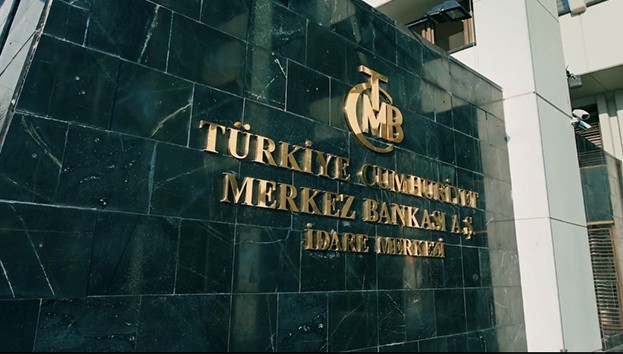 TCMB
TÜRKİYE CUMHURİYET
MERKEZ BANKASI A.Ş.
İDARE MERKEZİ